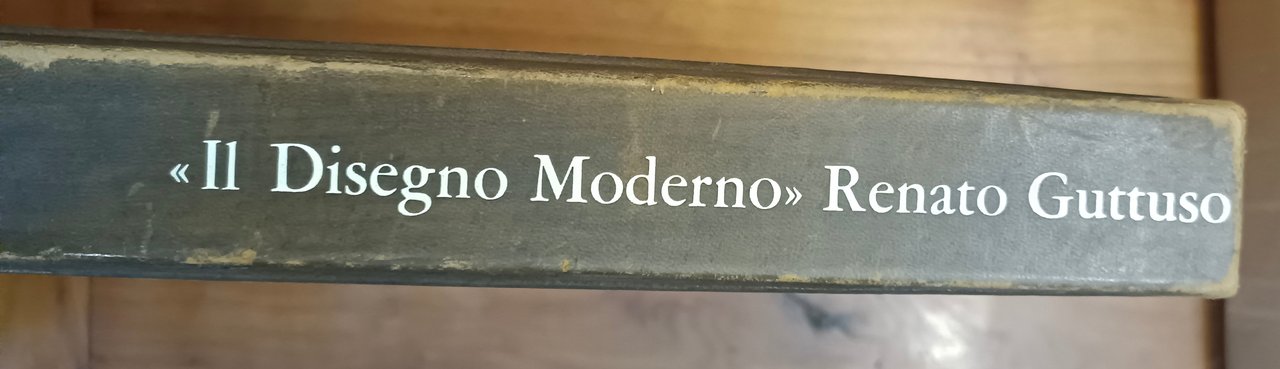 «Il Disegno Moderno» Renato Guttuso